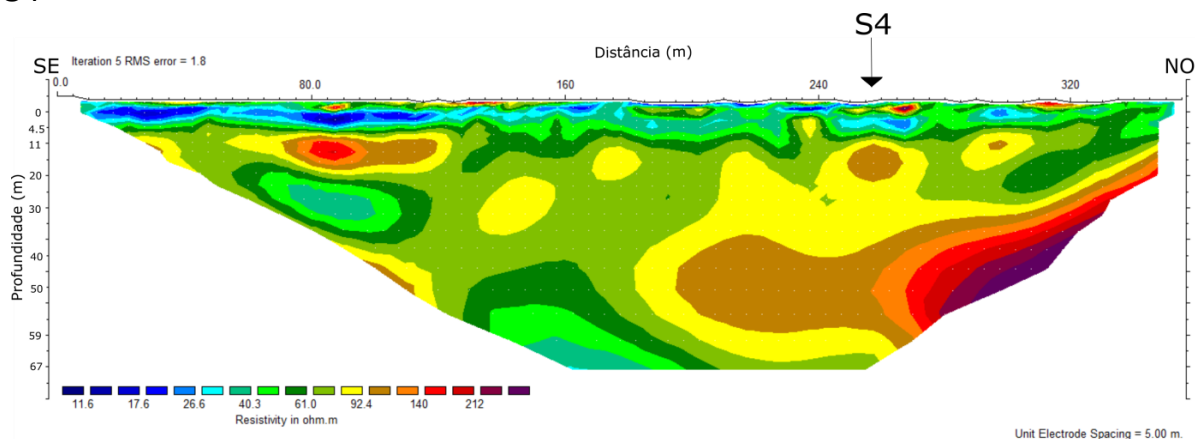 S4
Distância (m)
SE
Iteration 5 RMS error = 1.8
NO
0.0 80.0 160 240 320
0
4.5
11
20
30
40
50
59
67
Profundidade (m)
11.6 17.6 26.6 40.3 61.0 92.4 140 212
Resistivity in ohm.m
Unit Electrode Spacing = 5.00 m.